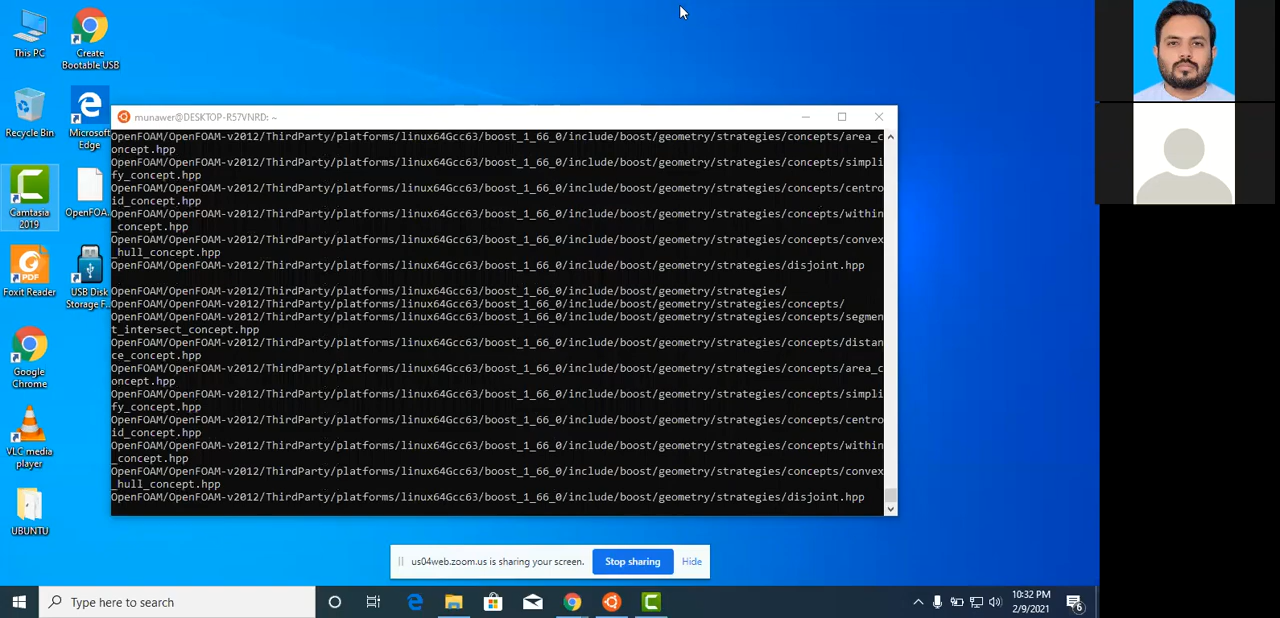 This PC
Create
Bootable USB
Recycle Bin
Microsoft
Edge
Camtasia
2019
OpenFOA...
Foxit Reader
USB Disk
Storage F...
Google
Chrome
VLC media
player
UBUNTU
munawer@DESKTOP-R57VNRD: ~
OpenFOAM/OpenFOAM-v2012/ThirdParty/platforms/linux64Gcc63/boost_1_66_0/include/boost/geometry/strategies/concepts/area_c
oncept.hpp
OpenFOAM/OpenFOAM-v2012/ThirdParty/platforms/linux64Gcc63/boost_1_66_0/include/boost/geometry/strategies/concepts/simpli
fy_concept.hpp
OpenFOAM/OpenFOAM-v2012/ThirdParty/platforms/linux64Gcc63/boost_1_66_0/include/boost/geometry/strategies/concepts/centro
id_concept.hpp
OpenFOAM/OpenFOAM-v2012/ThirdParty/platforms/linux64Gcc63/boost_1_66_0/include/boost/geometry/strategies/concepts/within
_concept.hpp
OpenFOAM/OpenFOAM-v2012/ThirdParty/platforms/linux64Gcc63/boost_1_66_0/include/boost/geometry/strategies/concepts/convex
_hull_concept.hpp
OpenFOAM/OpenFOAM-v2012/ThirdParty/platforms/linux64Gcc63/boost_1_66_0/include/boost/geometry/strategies/disjoint.hpp
OpenFOAM/OpenFOAM-v2012/ThirdParty/platforms/linux64Gcc63/boost_1_66_0/include/boost/geometry/strategies/
OpenFOAM/OpenFOAM-v2012/ThirdParty/platforms/linux64Gcc63/boost_1_66_0/include/boost/geometry/strategies/concepts/
OpenFOAM/OpenFOAM-v2012/ThirdParty/platforms/linux64Gcc63/boost_1_66_0/include/boost/geometry/strategies/concepts/segmen
t_intersect_concept.hpp
OpenFOAM/OpenFOAM-v2012/ThirdParty/platforms/linux64Gcc63/boost_1_66_0/include/boost/geometry/strategies/concepts/distan
ce_concept.hpp
OpenFOAM/OpenFOAM-v2012/ThirdParty/platforms/linux64Gcc63/boost_1_66_0/include/boost/geometry/strategies/concepts/area_c
oncept.hpp
OpenFOAM/OpenFOAM-v2012/ThirdParty/platforms/linux64Gcc63/boost_1_66_0/include/boost/geometry/strategies/concepts/simpli
fy_concept.hpp
OpenFOAM/OpenFOAM-v2012/ThirdParty/platforms/linux64Gcc63/boost_1_66_0/include/boost/geometry/strategies/concepts/centro
id_concept.hpp
OpenFOAM/OpenFOAM-v2012/ThirdParty/platforms/linux64Gcc63/boost_1_66_0/include/boost/geometry/strategies/concepts/within
_concept.hpp
OpenFOAM/OpenFOAM-v2012/ThirdParty/platforms/linux64Gcc63/boost_1_66_0/include/boost/geometry/strategies/concepts/convex
_hull_concept.hpp
OpenFOAM/OpenFOAM-v2012/ThirdParty/platforms/linux64Gcc63/boost_1_66_0/include/boost/geometry/strategies/disjoint.hpp
us04web.zoom.us is sharing your screen.
Stop sharing
Hide
Type here to search
10:32 PM
2/9/2021
6